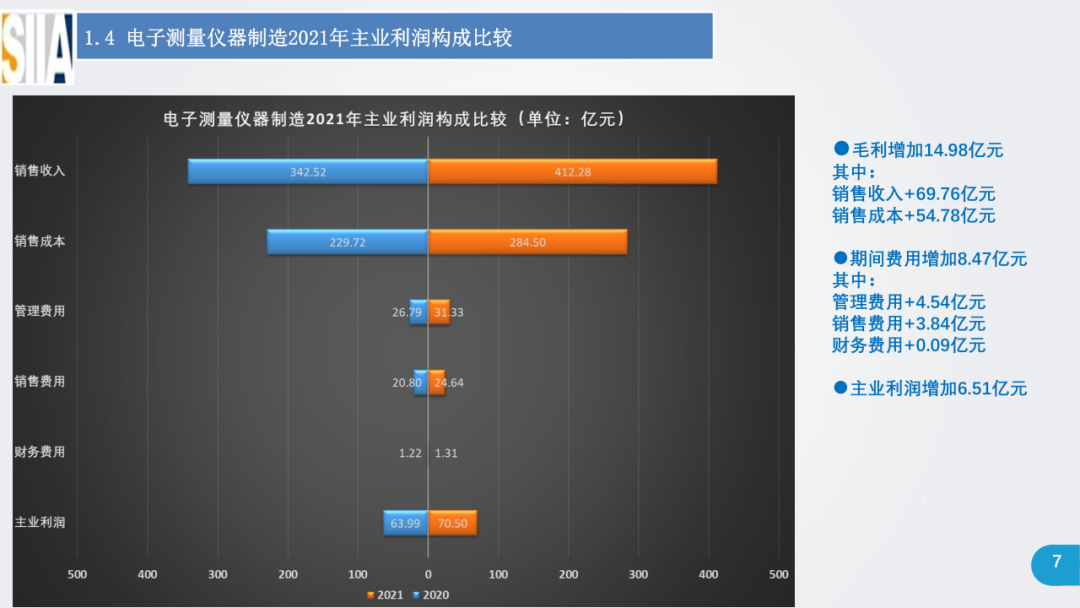 SIIA
1.4 电子测量仪器制造2021年主业利润构成比较
电子测量仪器制造2021年主业利润构成比较（单位：亿元）
销售收入 342.52 412.28
销售成本 229.72 284.50
管理费用 26.79 31.33
销售费用 20.80 24.64
财务费用 1.22 1.31
主业利润 63.99 70.50
500 400 300 200 100 0 100 200 300 400 500
2021 2020
●毛利增加14.98亿元
其中：
销售收入+69.76亿元
销售成本+54.78亿元
●期间费用增加8.47亿元
其中：
管理费用+4.54亿元
销售费用+3.84亿元
财务费用+0.09亿元
●主业利润增加6.51亿元
7